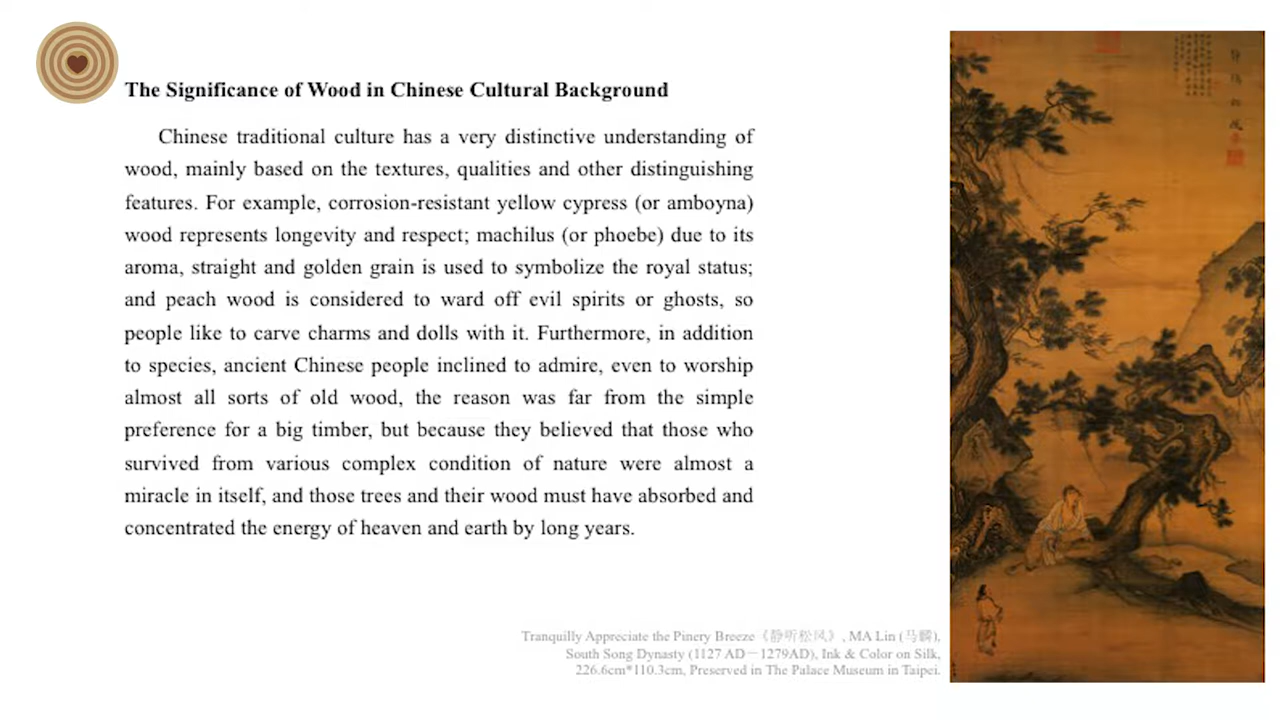 The Significance of Wood in Chinese Cultural Background
Chinese traditional culture has a very distinctive understanding of
wood, mainly based on the textures, qualities and other distinguishing
features. For example, corrosion-resistant yellow cypress (or amboyna)
wood represents longevity and respect; machilus (or phoebe) due to its
aroma, straight and golden grain is used to symbolize the royal status;
and peach wood is considered to ward off evil spirits or ghosts, so
people like to carve charms and dolls with it. Furthermore, in addition
to species, ancient Chinese people inclined to admire, even to worship
almost all sorts of old wood, the reason was far from the simple
preference for a big timber, but because they believed that those who
survived from various complex condition of nature were almost a
miracle in itself, and those trees and their wood must have absorbed and
concentrated the energy of heaven and earth by long years.
Tranquilly Appreciate the Pinery Breeze《静听松风》, MA Lin (马麟),
South Song Dynasty (1127 AD－1279AD), Ink & Color on Silk,
226.6cm*110.3cm, Preserved in The Palace Museum in Taipei.